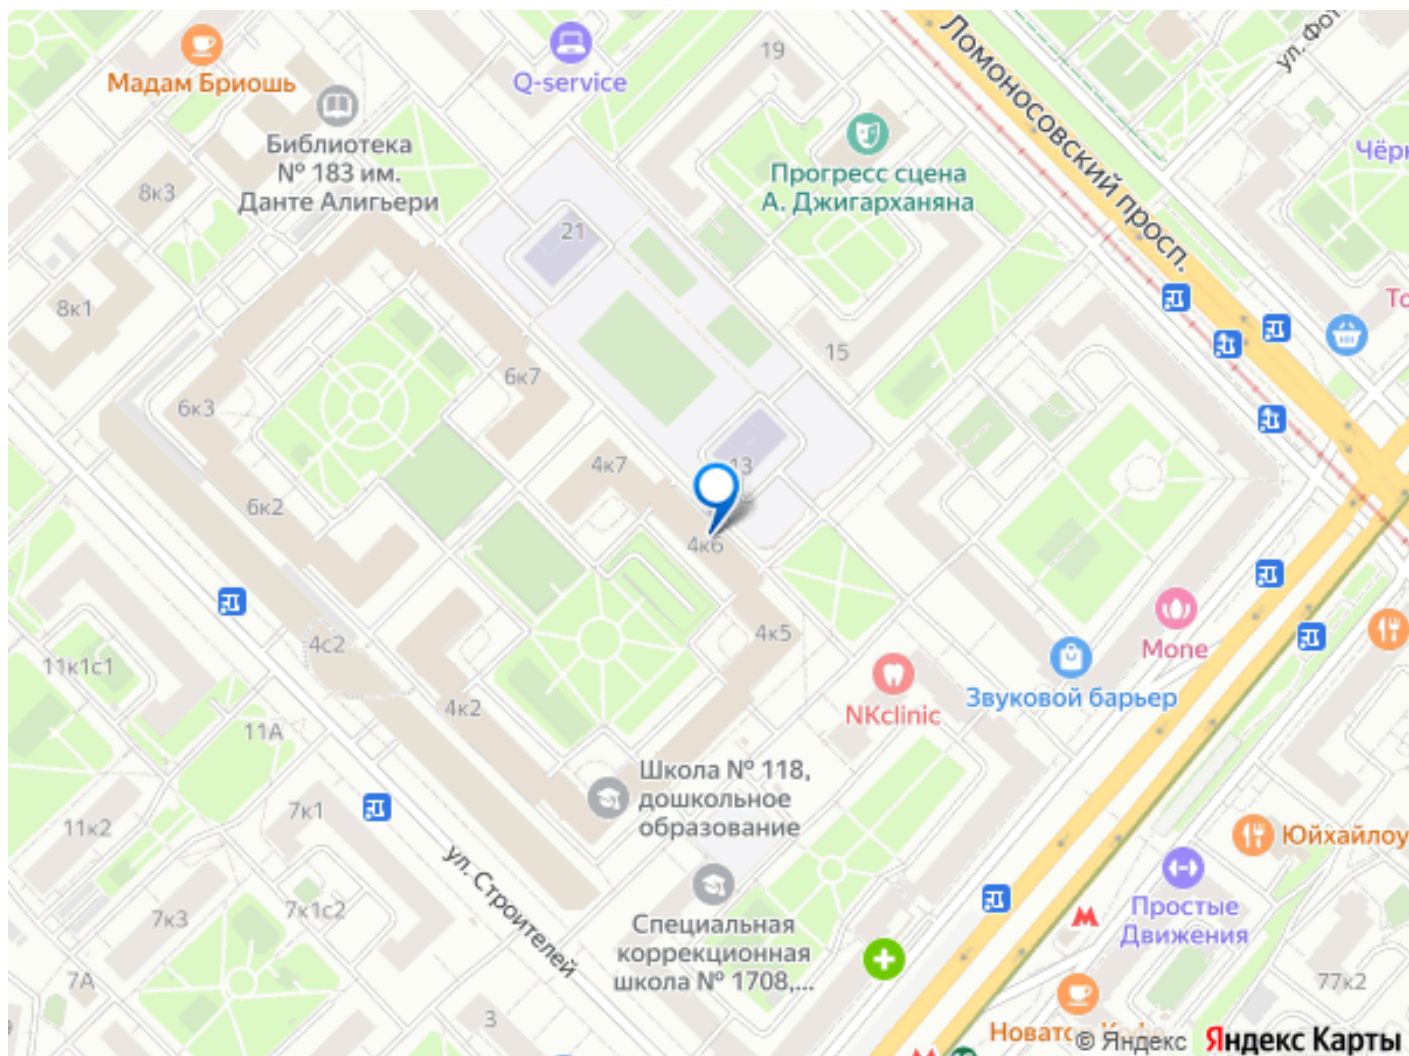 19
Мадам Бриошь
Q-service
Ломоносовский просп.
Библиотека
№ 183 им.
Данте Алигьери
Прогресс сцена
А. Джигарханяна
8к3
21
8к1
15
6к7
6к3
4к7
13
6к2
4к6
4к5
4с2
Mone
11к1с1
4к2
Звуковой барьер
NKclinic
11А
Школа № 118,
дошкольное
образование
7к1
11к2
Юйхайлоу
ул. Строителей
7к3
7к1с2
Простые
Движения
Специальная
коррекционная
школа № 1708,...
7А
77к2
3
© Яндекс
Яндекс Карты